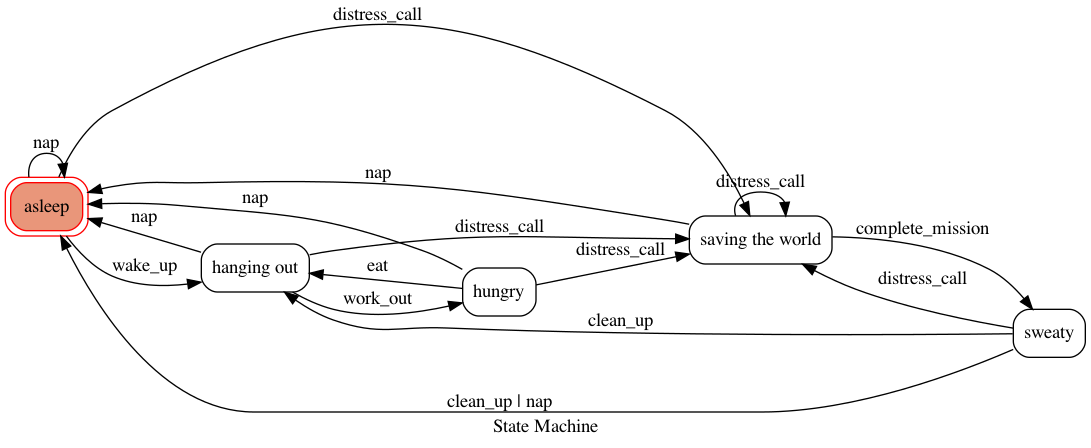 distress_call
nap
asleep
nap
nap
nap
wake_up
hanging out
distress_call
eat
work_out
hungry
distress_call
distress_call
saving the world
complete_mission
distress_call
clean_up
sweaty
clean_up | nap
State Machine